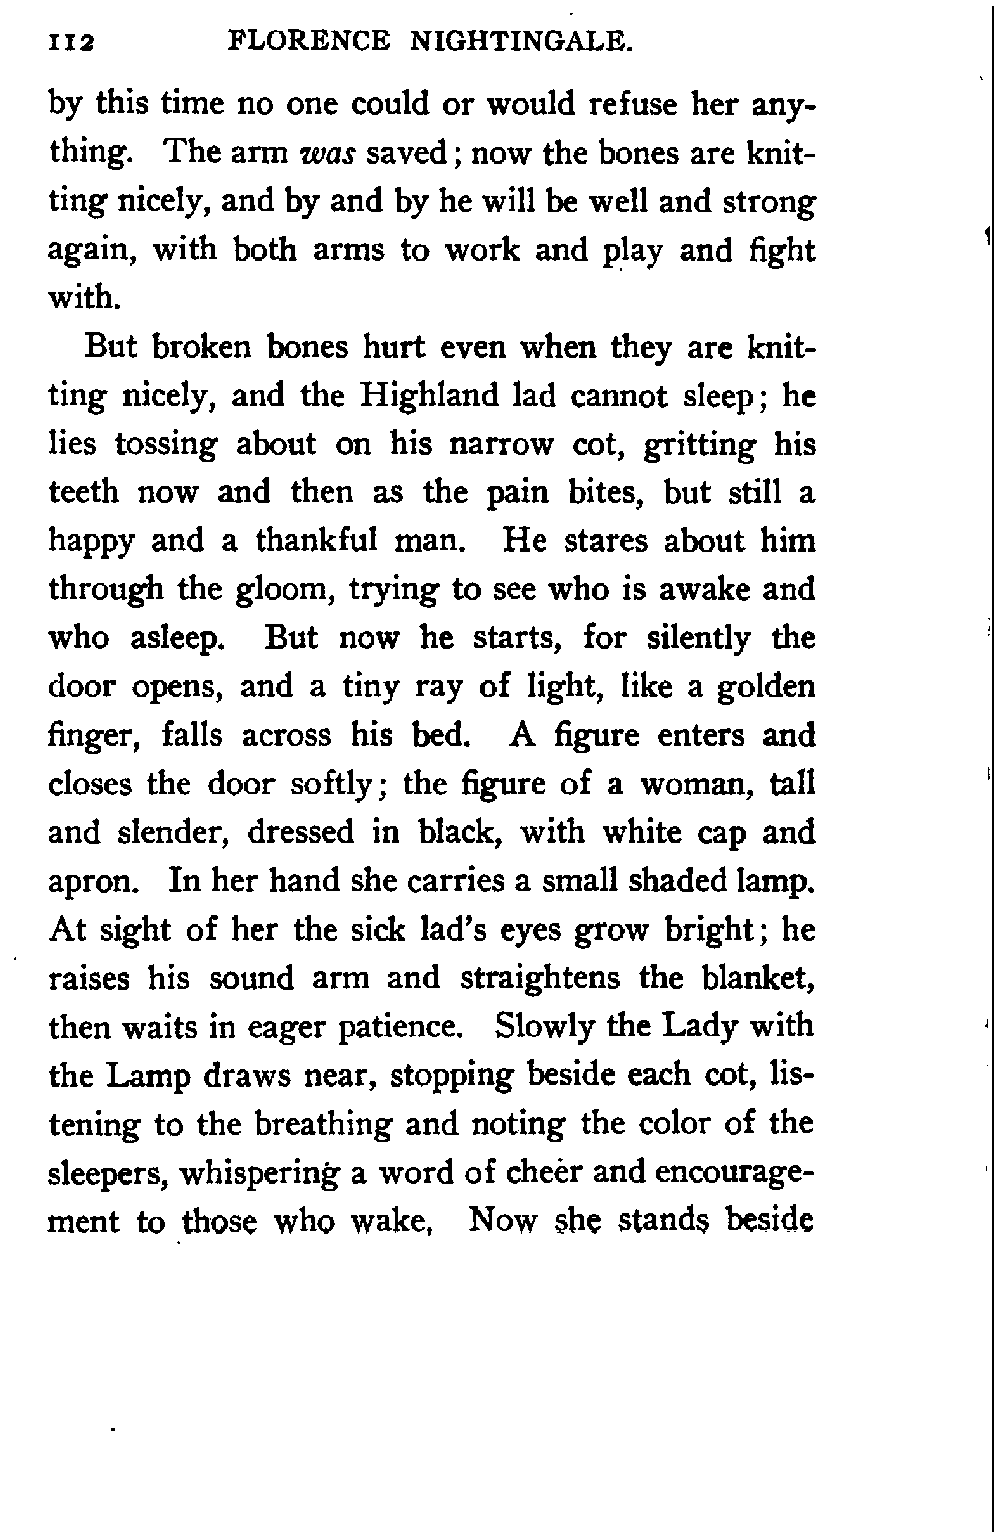 112 FLORENCE NIGHTINGALE.
by this time no one could or would refuse her any-
thing. The arm was saved; now the bones are knit-
ting nicely, and by and by he will be well and strong
again, with both arms to work and play and fight
with.
But broken bones hurt even when they are knit-
ting nicely, and the Highland lad cannot sleep; he
lies tossing about on his narrow cot, gritting his
teeth now and then as the pain bites, but still a
happy and a thankful man. He stares about him
through the gloom, trying to see who is awake and
who asleep. But now he starts, for silently the
door opens, and a tiny ray of light, like a golden
finger, falls across his bed. A figure enters and
closes the door softly; the figure of a woman, tall
and slender, dressed in black, with white cap and
apron. In her hand she carries a small shaded lamp.
At sight of her the sick lad's eyes grow bright; he
raises his sound arm and straightens the blanket,
then waits in eager patience. Slowly the Lady with
the Lamp draws near, stopping beside each cot, lis-
tening to the breathing and noting the color of the
sleepers, whispering a word of cheer and encourage-
ment to those who wake. Now she stands beside